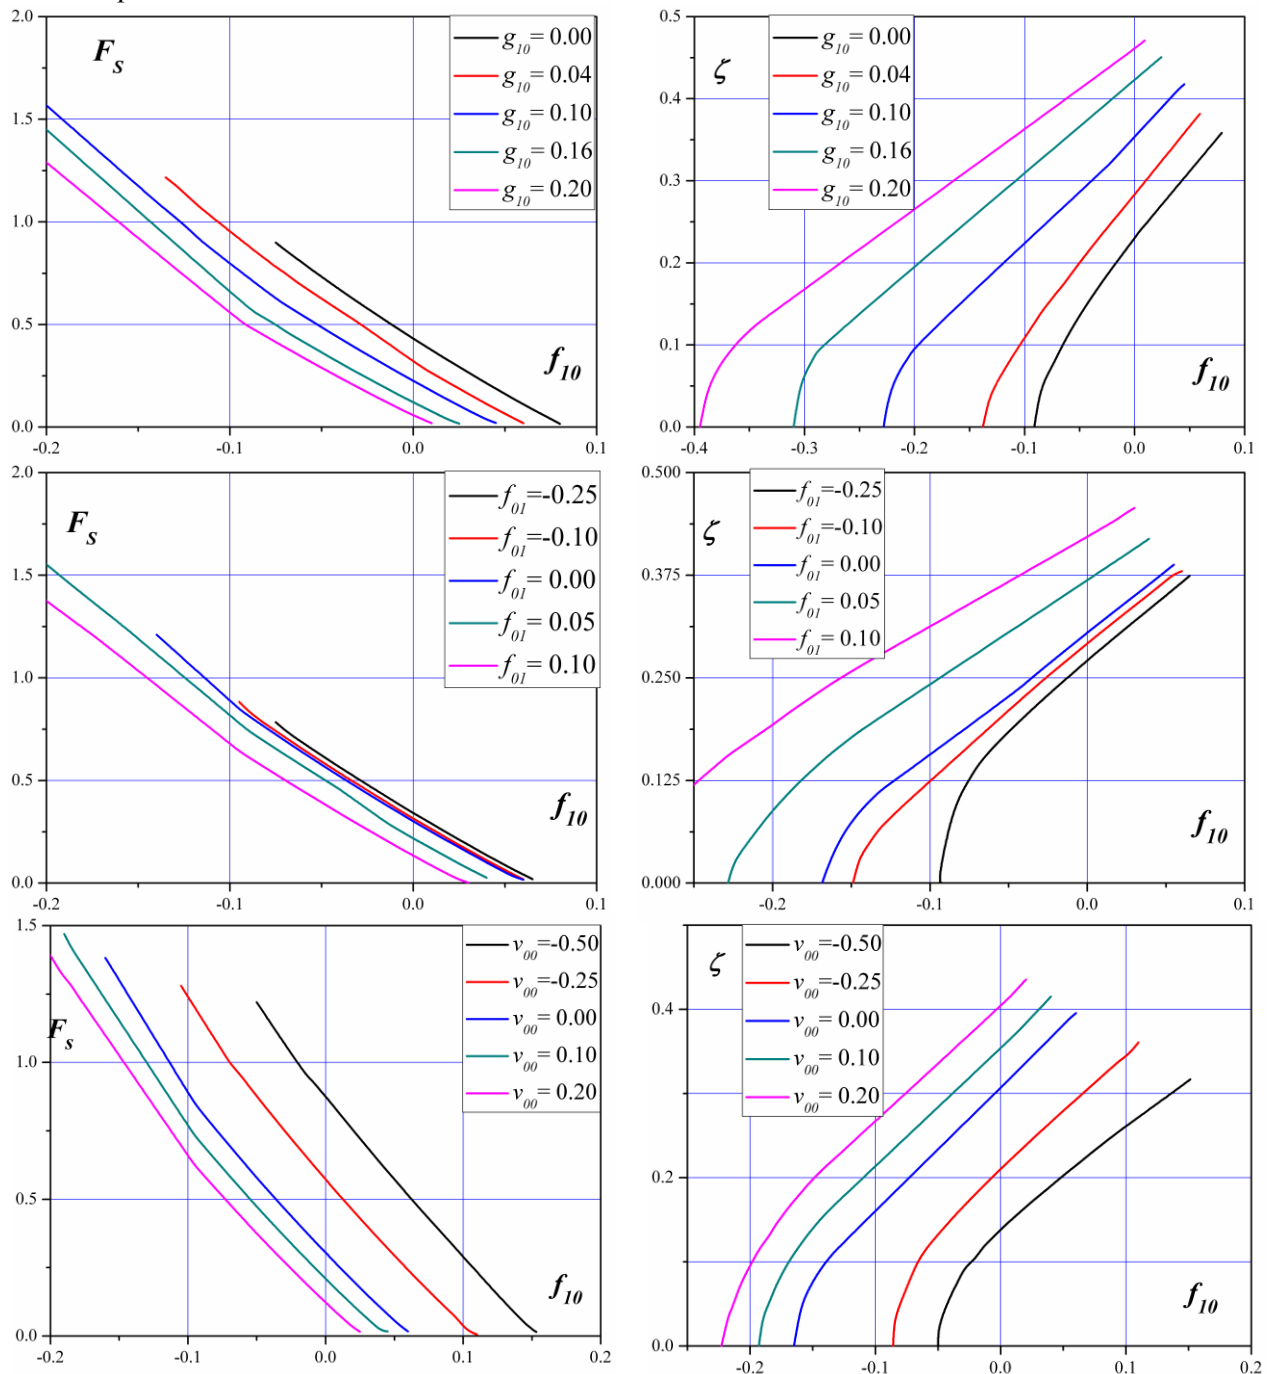 2.0
1.5
1.0
0.5
0.0
-0.2
-0.1
0.0
0.1
F_S
f_10
g_10= 0.00
g_10= 0.04
g_10= 0.10
g_10= 0.16
g_10= 0.20
0.5
0.4
0.3
0.2
0.1
0.0
-0.4
-0.3
-0.2
-0.1
0.0
0.1
ζ
f_10
g_10= 0.00
g_10= 0.04
g_10= 0.10
g_10= 0.16
g_10= 0.20
2.0
1.5
1.0
0.5
0.0
-0.2
-0.1
0.0
0.1
F_S
f_10
f_01=-0.25
f_01=-0.10
f_01= 0.00
f_01= 0.05
f_01= 0.10
0.500
0.375
0.250
0.125
0.000
-0.2
-0.1
0.0
0.1
ζ
f_10
f_01=-0.25
f_01=-0.10
f_01= 0.00
f_01= 0.05
f_01= 0.10
1.5
1.0
0.5
0.0
-0.2
-0.1
0.0
0.1
0.2
F_s
f_10
v_00=-0.50
v_00=-0.25
v_00= 0.00
v_00= 0.10
v_00= 0.20
0.4
0.2
0.0
-0.2
-0.1
0.0
0.1
0.2
ζ
f_10
v_00=-0.50
v_00=-0.25
v_00= 0.00
v_00= 0.10
v_00= 0.20